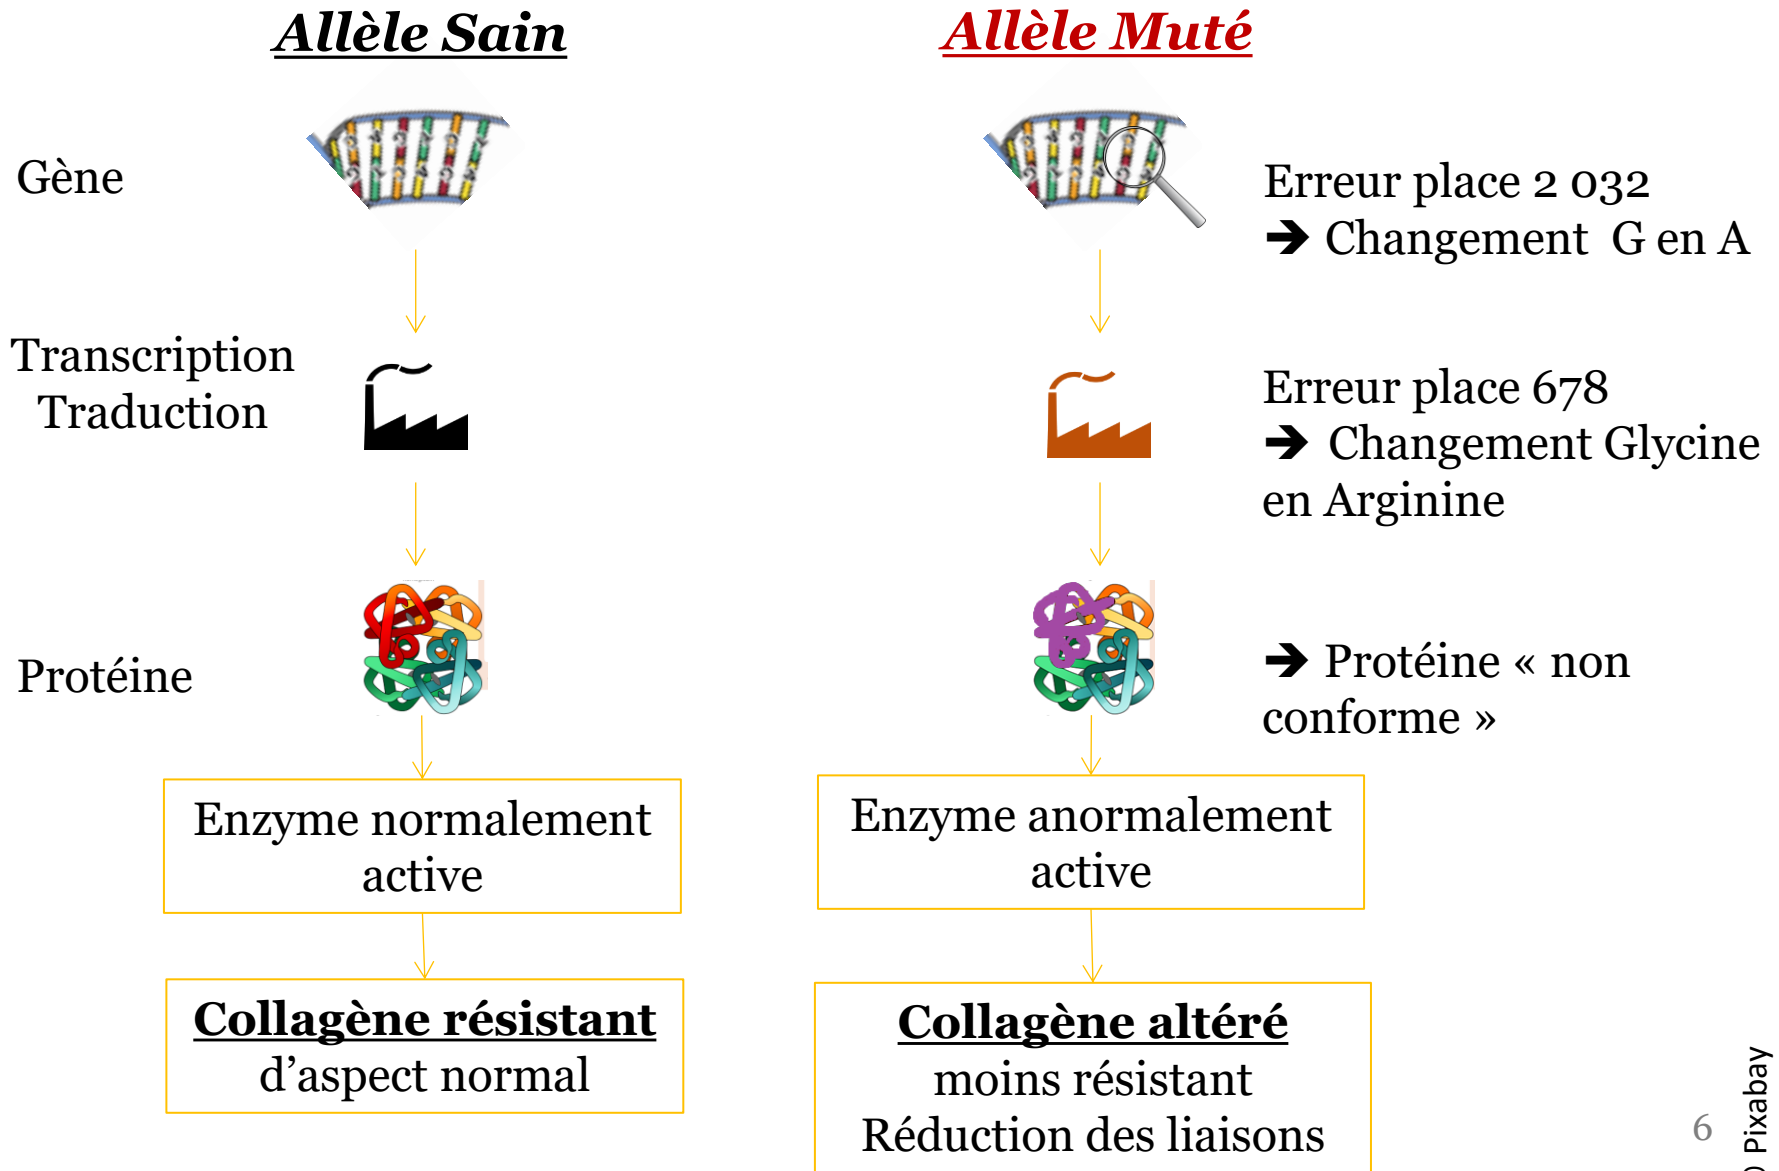 Allèle Sain
Allèle Muté
Gène
Erreur place 2 032
➔ Changement G en A
Transcription
Traduction
Erreur place 678
➔ Changement Glycine
en Arginine
Protéine
➔ Protéine « non
conforme »
Enzyme normalement
active
Enzyme anormalement
active
Collagène résistant
d’aspect normal
Collagène altéré
moins résistant
Réduction des liaisons
6
Pixabay